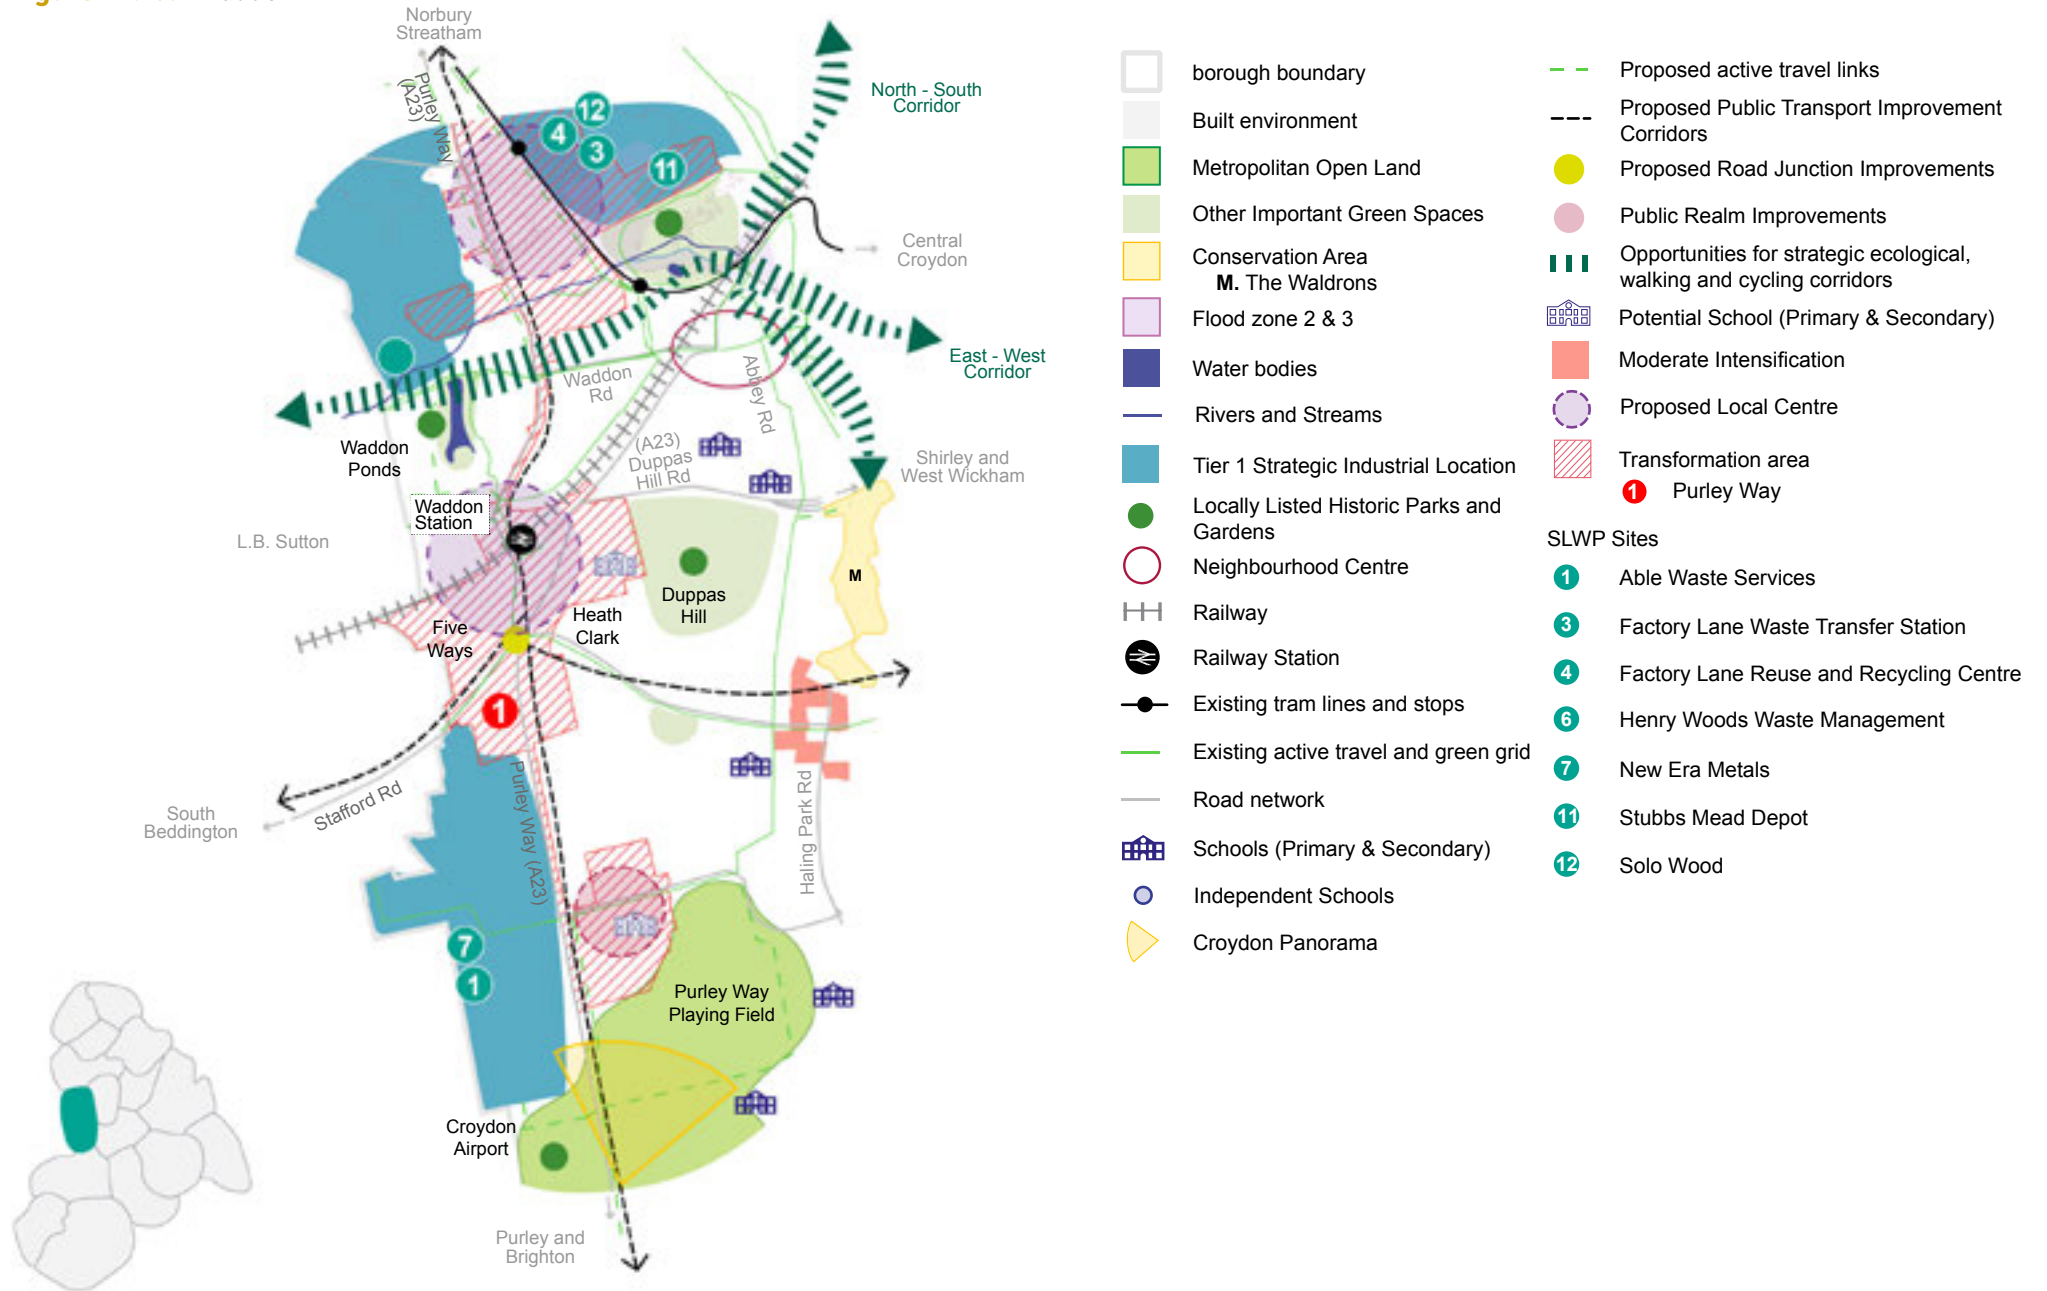 Norbury
Streatham
Purley Way
(A23)
North - South
Corridor
12
4
3
11
Central
Croydon
East - West
Corridor
Waddon
Rd
Abbey Rd
(A23)
Duppas
Hill Rd
Shirley and
West Wickham
Waddon
Ponds
Waddon
Station
L.B. Sutton
M
Duppas
Hill
Heath
Clark
Five
Ways
1
South
Beddington
Stafford Rd
Purley Way (A23)
Haling Park Rd
7
1
Purley Way
Playing Field
Croydon
Airport
Purley and
Brighton
borough boundary
Built environment
Metropolitan Open Land
Other Important Green Spaces
Conservation Area
M. The Waldrons
Flood zone 2 & 3
Water bodies
Rivers and Streams
Tier 1 Strategic Industrial Location
Locally Listed Historic Parks and
Gardens
Neighbourhood Centre
Railway
Railway Station
Existing tram lines and stops
Existing active travel and green grid
Road network
Schools (Primary & Secondary)
Independent Schools
Croydon Panorama
Proposed active travel links
Proposed Public Transport Improvement
Corridors
Proposed Road Junction Improvements
Public Realm Improvements
Opportunities for strategic ecological,
walking and cycling corridors
Potential School (Primary & Secondary)
Moderate Intensification
Proposed Local Centre
Transformation area
1 Purley Way
SLWP Sites
1 Able Waste Services
3 Factory Lane Waste Transfer Station
4 Factory Lane Reuse and Recycling Centre
6 Henry Woods Waste Management
7 New Era Metals
11 Stubbs Mead Depot
12 Solo Wood